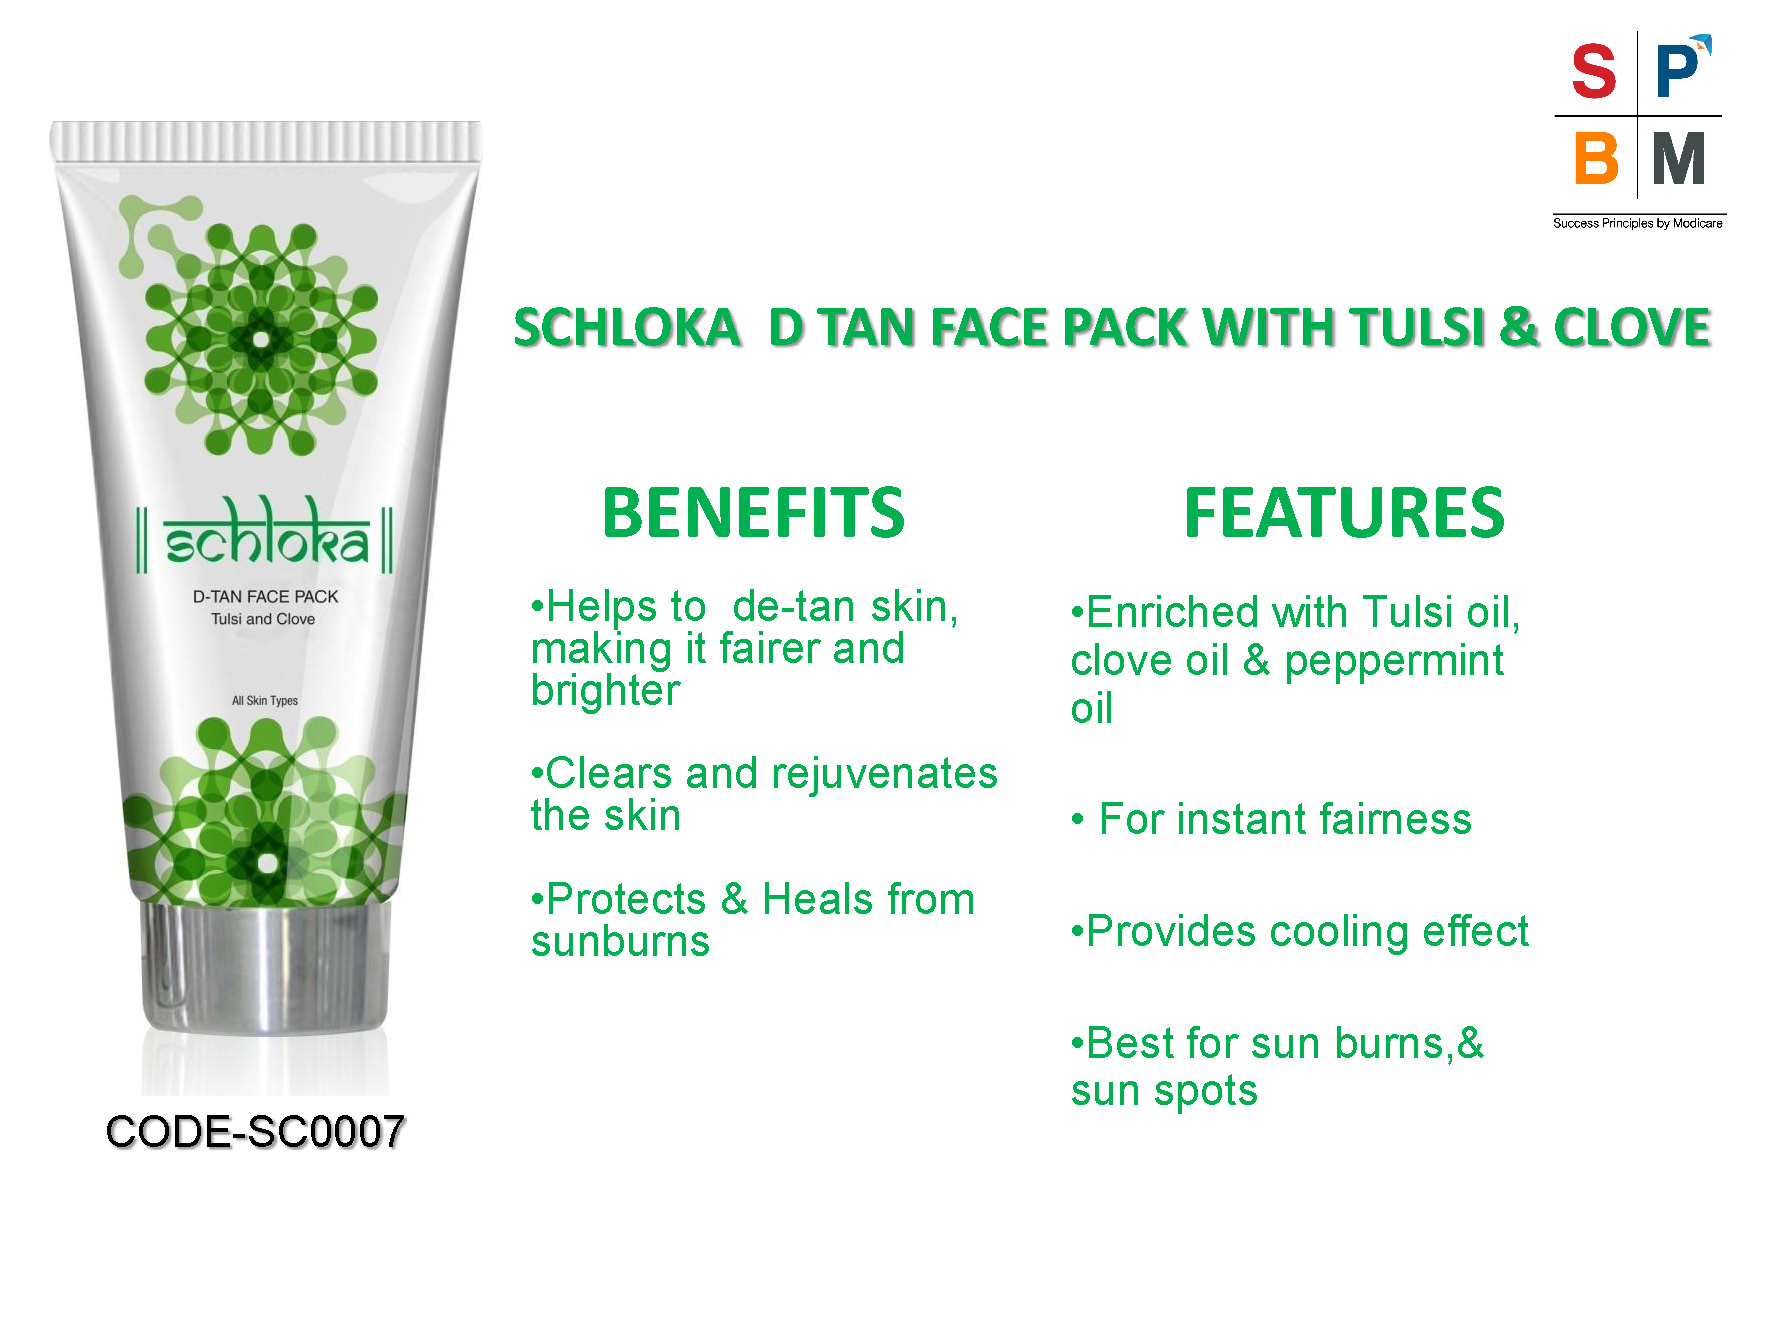 S P
B M
Success Principles by Modicare
SCHLOKA D TAN FACE PACK WITH TULSI & CLOVE
schloka
D-TAN FACE PACK
Tulsi and Clove
All Skin Types
CODE-SC0007
BENEFITS
•Helps to de-tan skin,
making it fairer and
brighter
•Clears and rejuvenates
the skin
•Protects & Heals from
sunburns
FEATURES
•Enriched with Tulsi oil,
clove oil & peppermint
oil
• For instant fairness
•Provides cooling effect
•Best for sun burns,&
sun spots